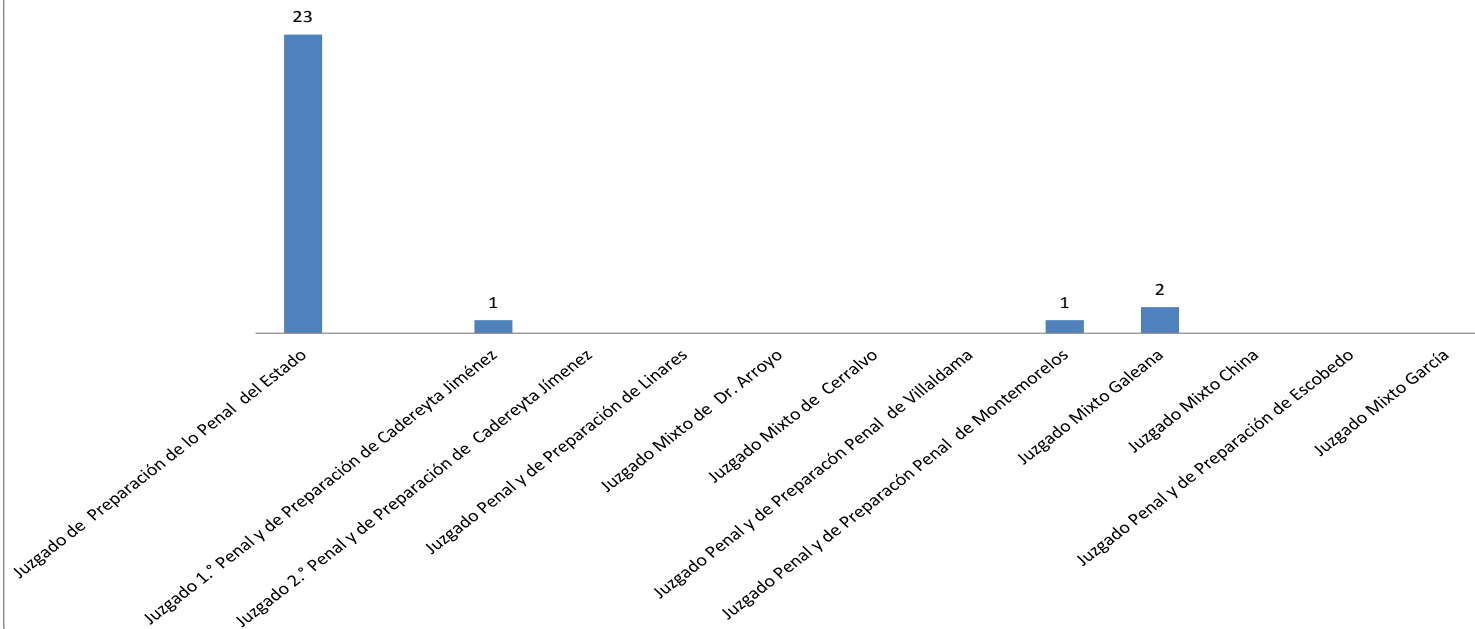 23
1
1
2
Juzgado de Preparación de lo Penal del Estado
Juzgado 1.° Penal y de Preparación de Cadereyta Jiménez
Juzgado 2.° Penal y de Preparación de Cadereyta Jímenez
Juzgado Penal y de Preparación de Linares
Juzgado Mixto de Dr. Arroyo
Juzgado Mixto de Cerralvo
Juzgado Penal y de Preparacón Penal de Villaldama
Juzgado Penal y de Preparacón Penal de Montemorelos
Juzgado Mixto Galeana
Juzgado Mixto China
Juzgado Penal y de Preparación de Escobedo
Juzgado Mixto García